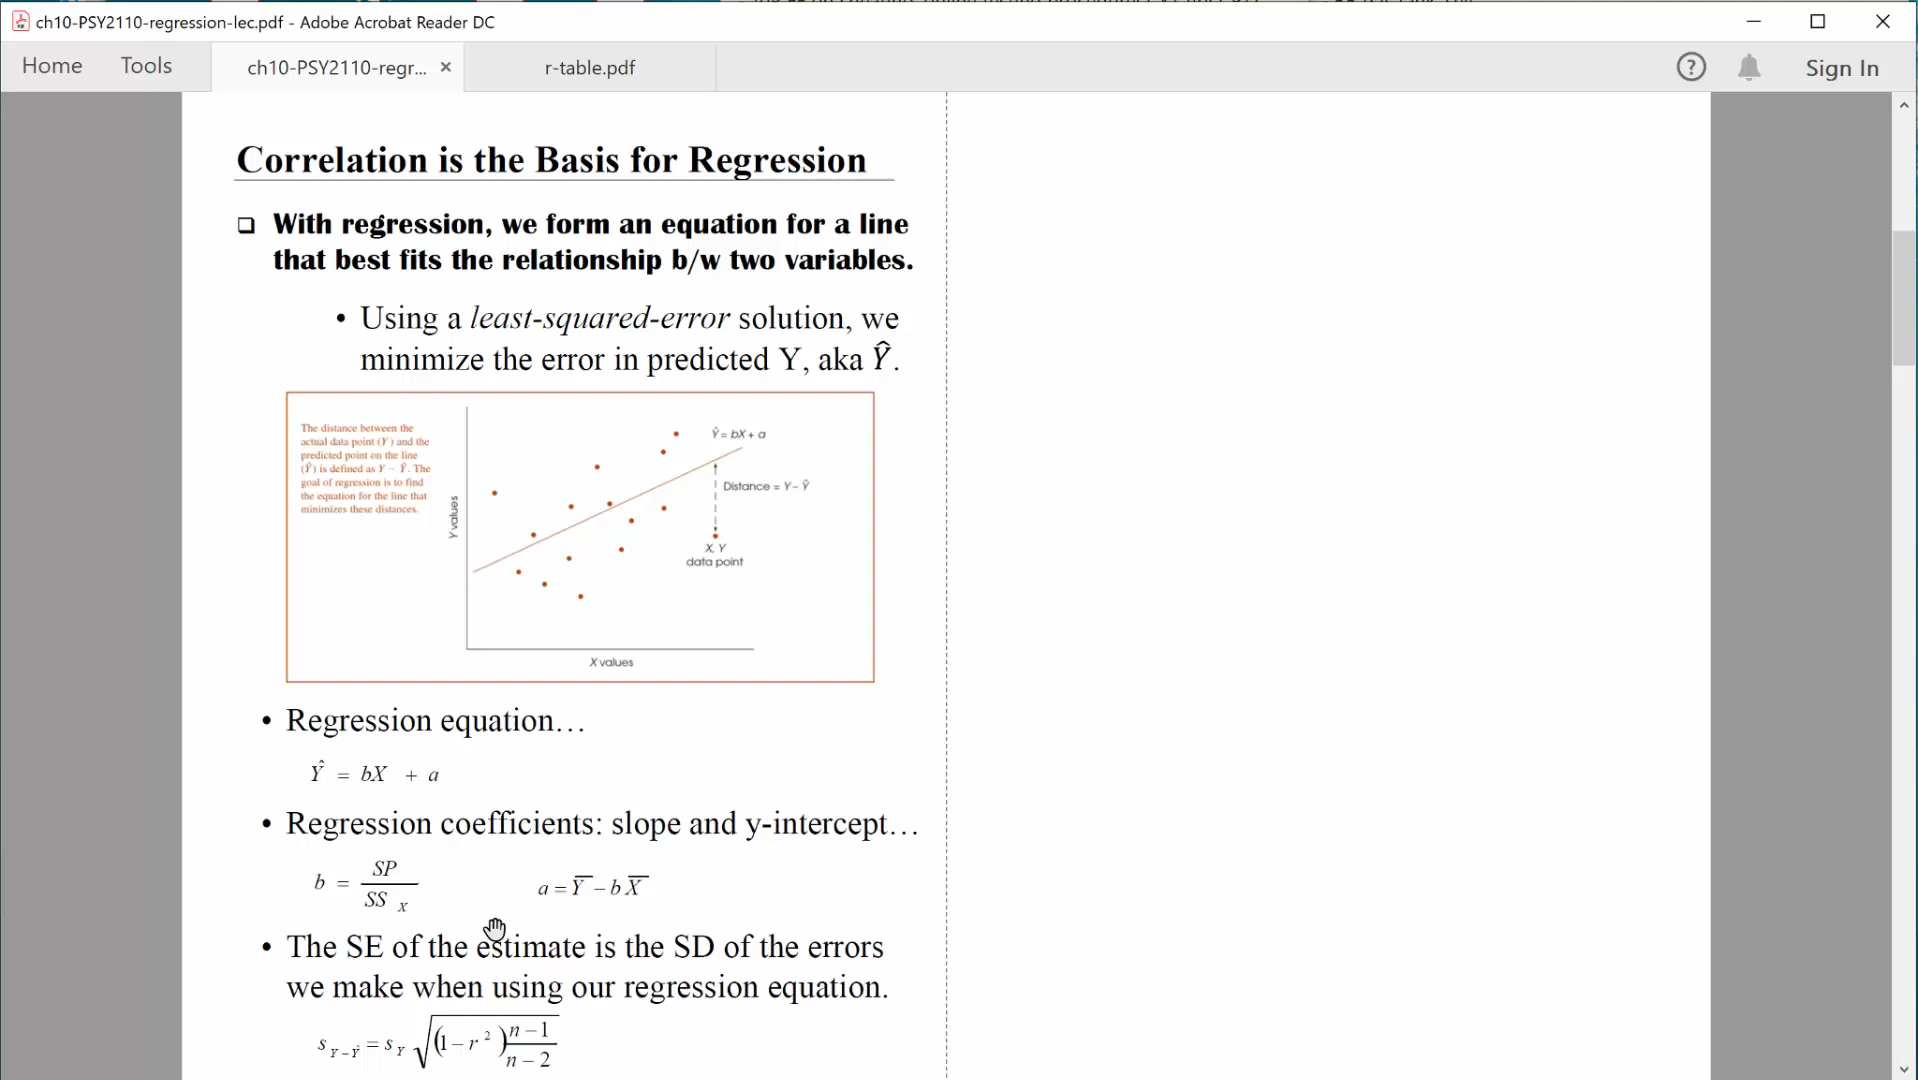 ch10-PSY2110-regression-lec.pdf - Adobe Acrobat Reader DC
Home
Tools
ch10-PSY2110-regr...
r-table.pdf
Sign In
Correlation is the Basis for Regression
❑ With regression, we form an equation for a line
that best fits the relationship b/w two variables.
• Using a least-squared-error solution, we
minimize the error in predicted Y, aka Ŷ.
The distance between the
actual data point (Y) and the
predicted point on the line
(Ŷ) is defined as Y − Ŷ. The
goal of regression is to find
the equation for the line that
minimizes these distances.
Y values
Ŷ = bX + a
Distance = Y − Ŷ
X, Y
data point
X values
• Regression equation…
Ŷ = bX + a
• Regression coefficients: slope and y-intercept…
b = SP / SS X
a = Y̅ − b X̅
• The SE of the estimate is the SD of the errors
we make when using our regression equation.
s Y−Ŷ = s Y √(1 − r ²) n − 1 / n − 2